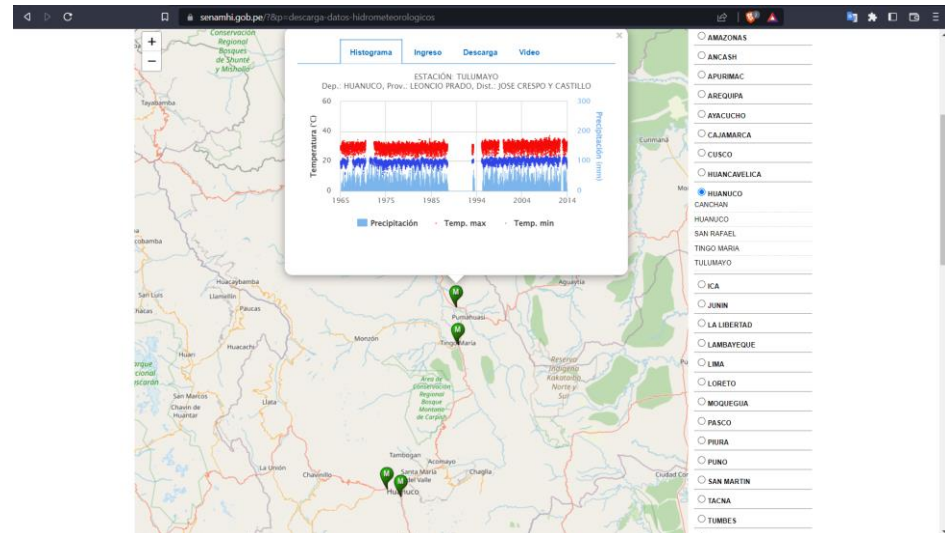 senamhi.gob.pe/?&p=descarga-datos-hidrometeorologicos
+
−
Conservación
Regional
Bosques
de Shunté
y Mishollo
Tayabamba
Histograma Ingreso Descarga Video
×
ESTACIÓN: TULUMAYO
Dep.: HUANUCO, Prov.: LEONCIO PRADO, Dist.: JOSE CRESPO Y CASTILLO
Temperatura (°C)
60
40
20
0
300
200
100
0
Precipitación (mm)
1965 1975 1985 1994 2004 2014
Precipitación Temp. max Temp. min
Cunmaná
Huacaybamba
San Luis
Llamellín
Paucas
Aguaytía
M
Pumahuasi
M
Monzón
Tingo María
Huari
Huacachi
Reserva
Indígena
Kakataibo
Norte y
Sur
Área de
Conservación
Regional
Bosque
Montano
de Carpish
San Marcos
Chavín de
Huantar
Llata
Tambogan
Acomayo
La Unión
Chavinillo
M
M
Santa María
del Valle
Chaglla
Huánuco
AMAZONAS
ANCASH
APURIMAC
AREQUIPA
AYACUCHO
CAJAMARCA
CUSCO
HUANCAVELICA
HUANUCO
CANCHAN
HUANUCO
SAN RAFAEL
TINGO MARIA
TULUMAYO
ICA
JUNIN
LA LIBERTAD
LAMBAYEQUE
LIMA
LORETO
MOQUEGUA
PASCO
PIURA
PUNO
SAN MARTIN
TACNA
TUMBES